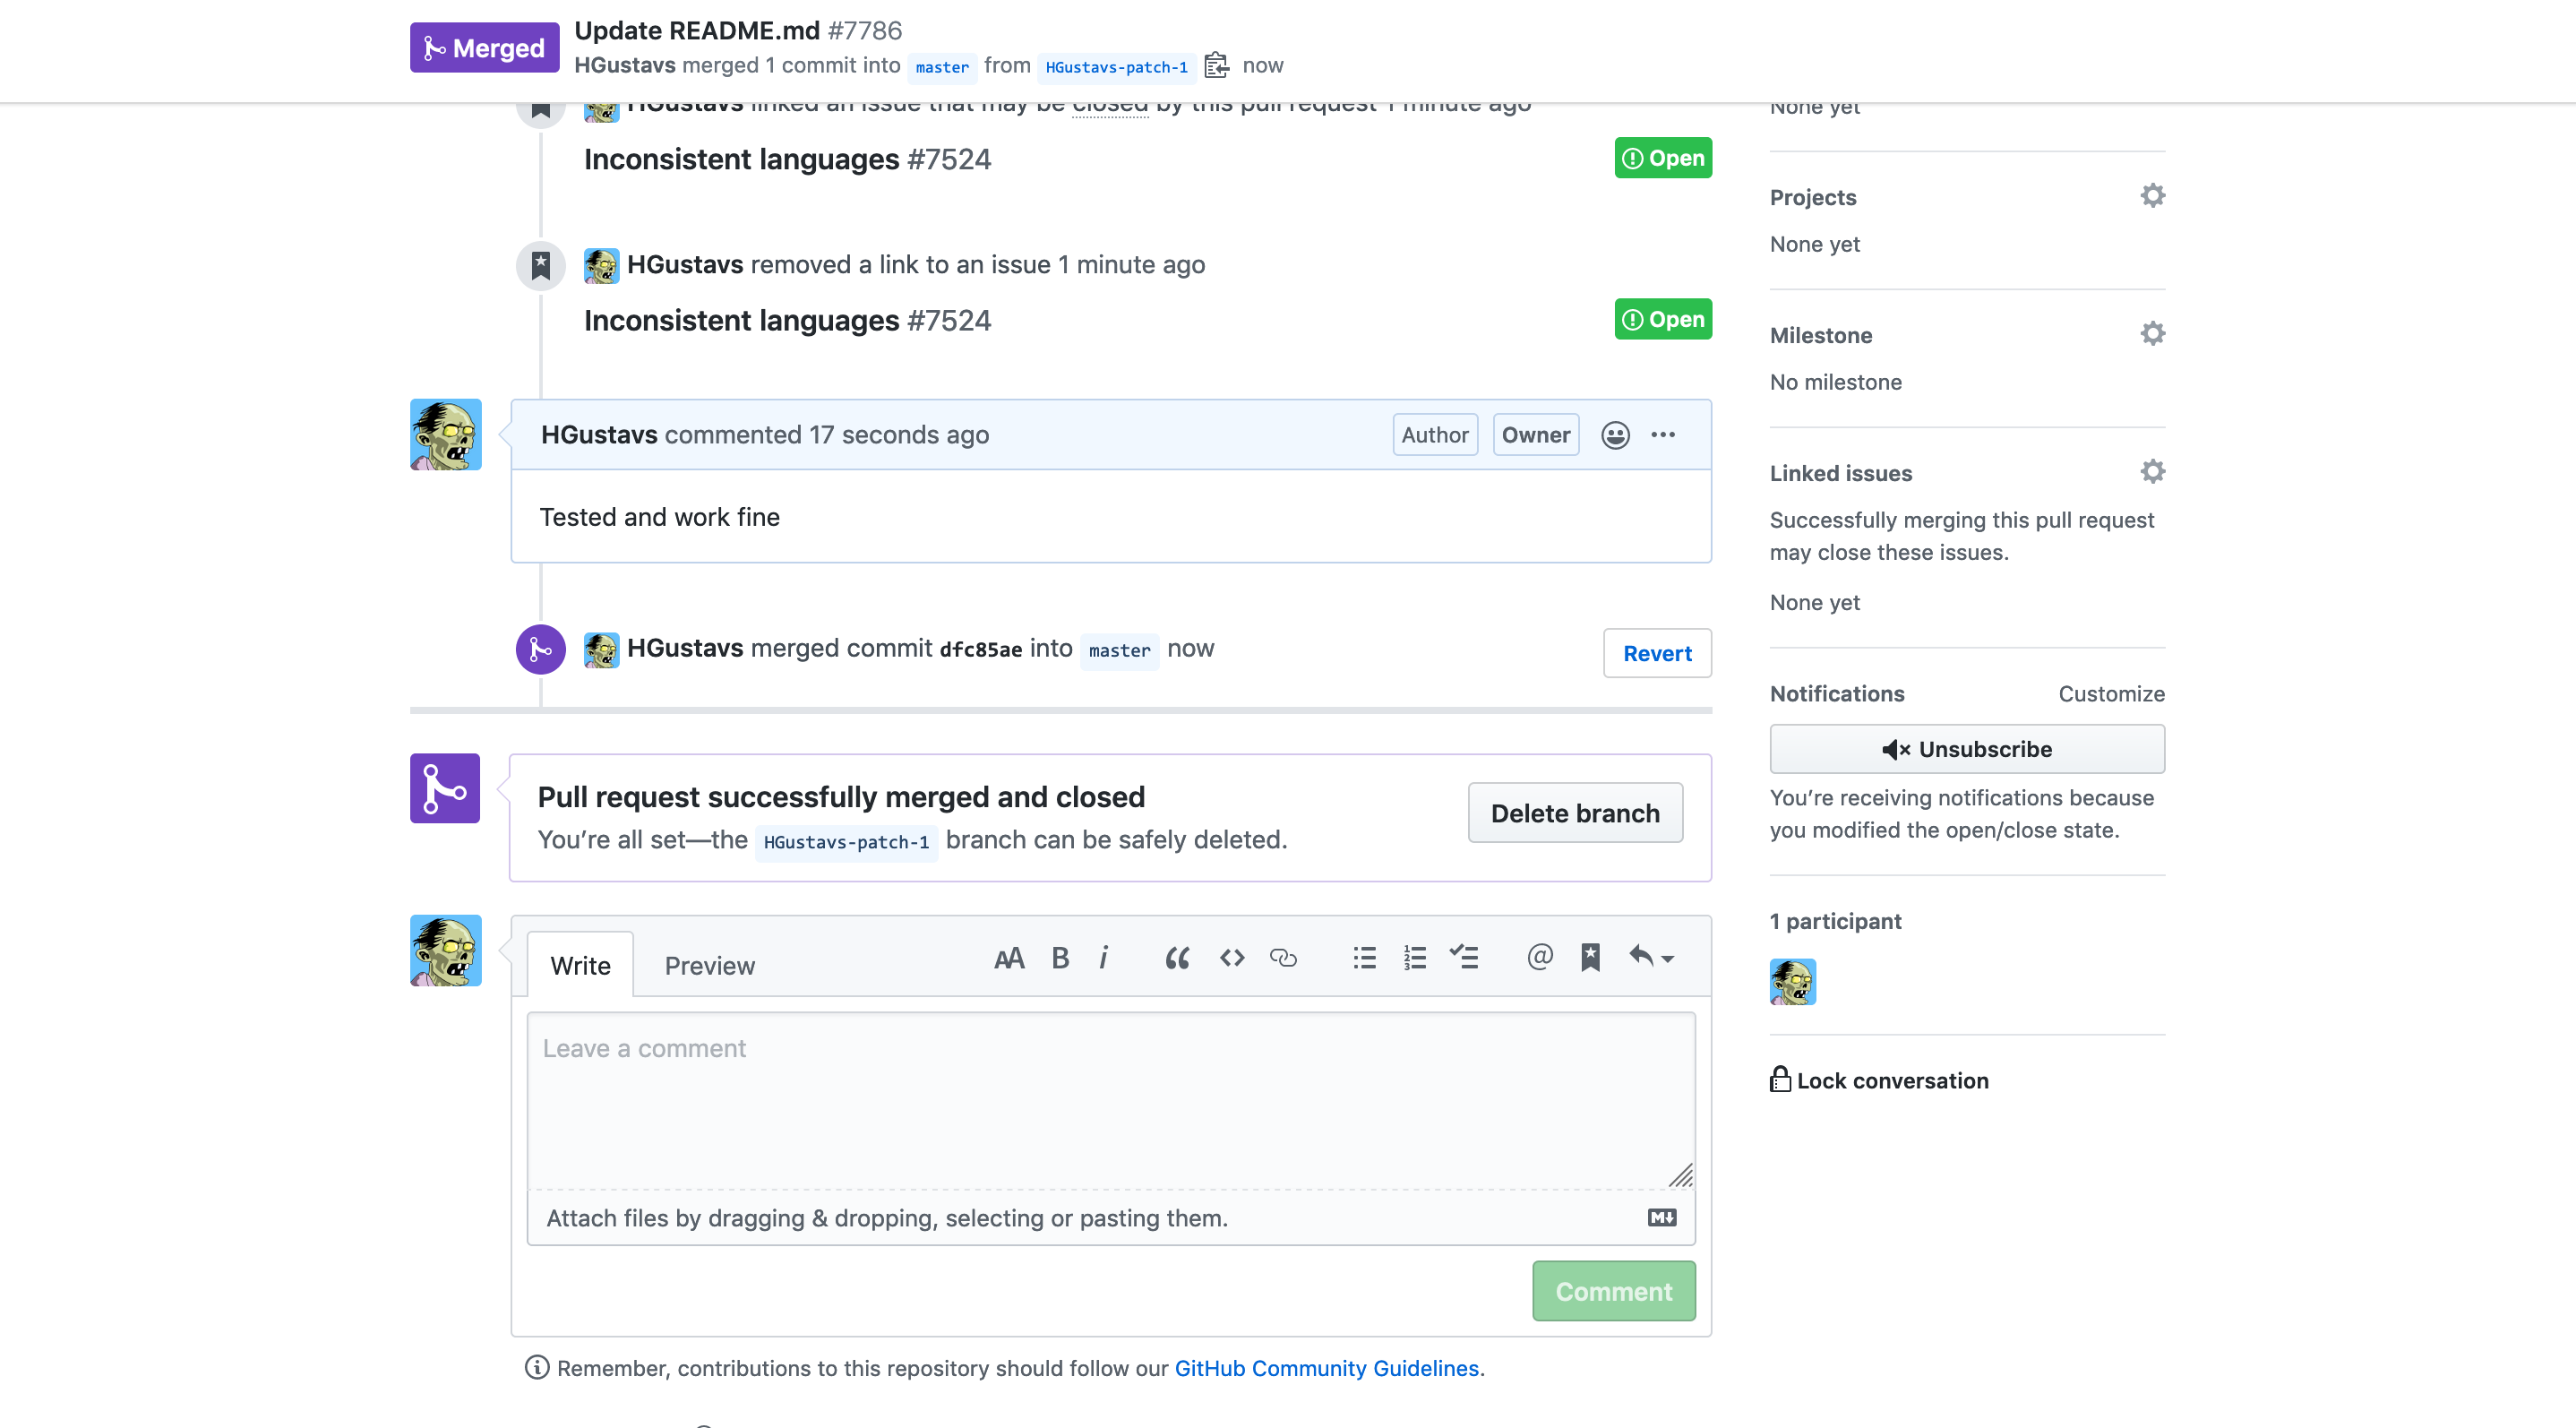 Merged
Update README.md #7786
HGustavs merged 1 commit into master from HGustavs-patch-1 now
HGustavs linked an issue that may be closed by this pull request 1 minute ago
Inconsistent languages #7524
Open
HGustavs removed a link to an issue 1 minute ago
Inconsistent languages #7524
Open
HGustavs commented 17 seconds ago
Author
Owner
Tested and work fine
HGustavs merged commit dfc85ae into master now
Revert
Pull request successfully merged and closed
You’re all set—the HGustavs-patch-1 branch can be safely deleted.
Delete branch
Write
Preview
Leave a comment
Attach files by dragging & dropping, selecting or pasting them.
Comment
Remember, contributions to this repository should follow our GitHub Community Guidelines.
None yet
Projects
None yet
Milestone
No milestone
Linked issues
Successfully merging this pull request
may close these issues.
None yet
Notifications
Customize
Unsubscribe
You’re receiving notifications because
you modified the open/close state.
1 participant
Lock conversation